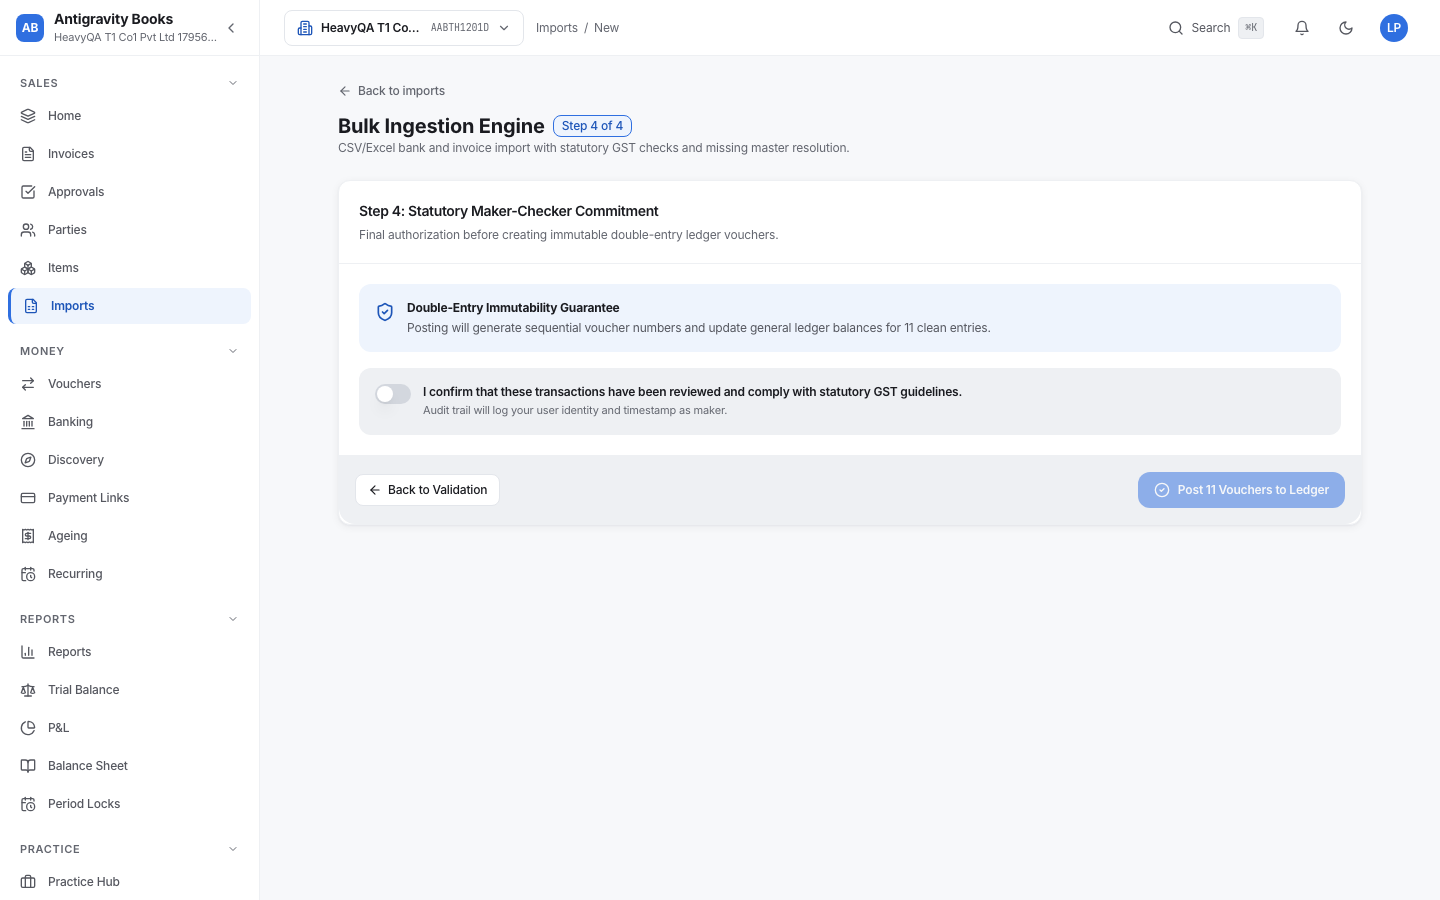 AB
Antigravity Books
HeavyQA T1 Co1 Pvt Ltd 17956...
SALES
Home
Invoices
Approvals
Parties
Items
Imports
MONEY
Vouchers
Banking
Discovery
Payment Links
Ageing
Recurring
REPORTS
Reports
Trial Balance
P&L
Balance Sheet
Period Locks
PRACTICE
Practice Hub
HeavyQA T1 Co... AABTH1201D
Imports / New
Search ⌘K
LP
Back to imports
Bulk Ingestion Engine Step 4 of 4
CSV/Excel bank and invoice import with statutory GST checks and missing master resolution.
Step 4: Statutory Maker-Checker Commitment
Final authorization before creating immutable double-entry ledger vouchers.
Double-Entry Immutability Guarantee
Posting will generate sequential voucher numbers and update general ledger balances for 11 clean entries.
I confirm that these transactions have been reviewed and comply with statutory GST guidelines.
Audit trail will log your user identity and timestamp as maker.
Back to Validation
Post 11 Vouchers to Ledger